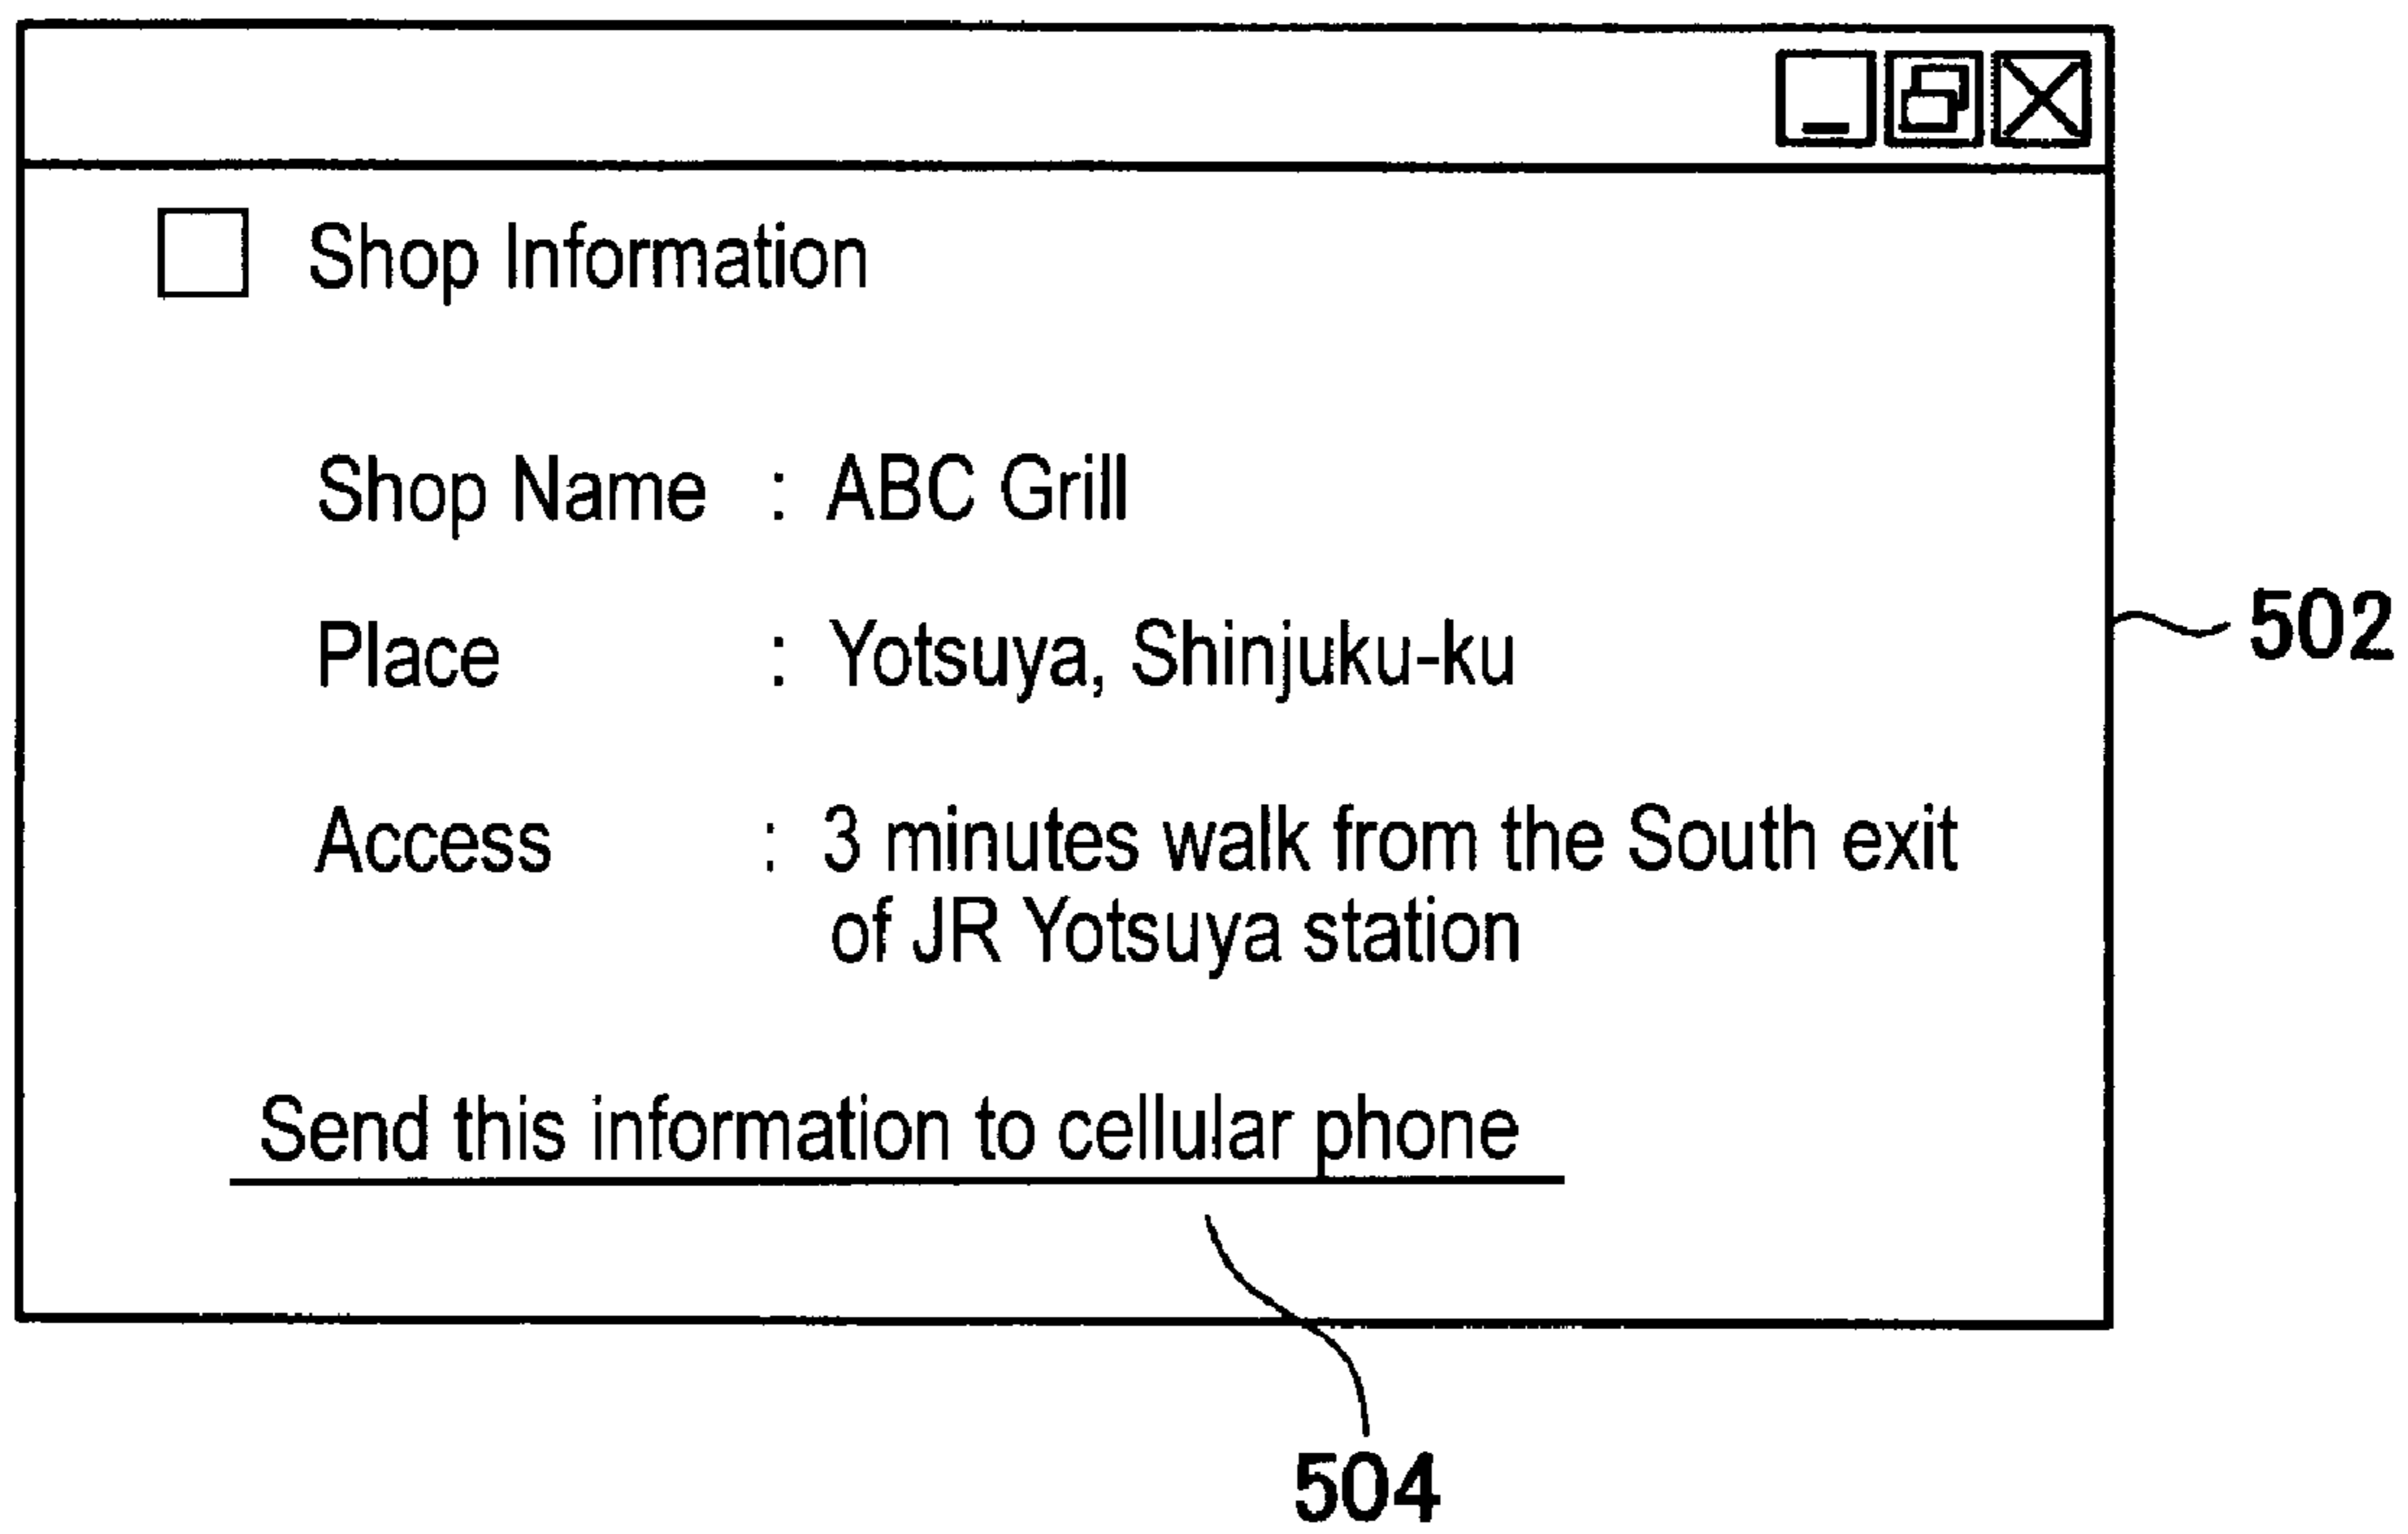 Shop Information
Shop Name : ABC Grill
Place : Yotsuya, Shinjuku-ku
502
Access : 3 minutes walk from the South exit
of JR Yotsuya station
Send this information to cellular phone
504